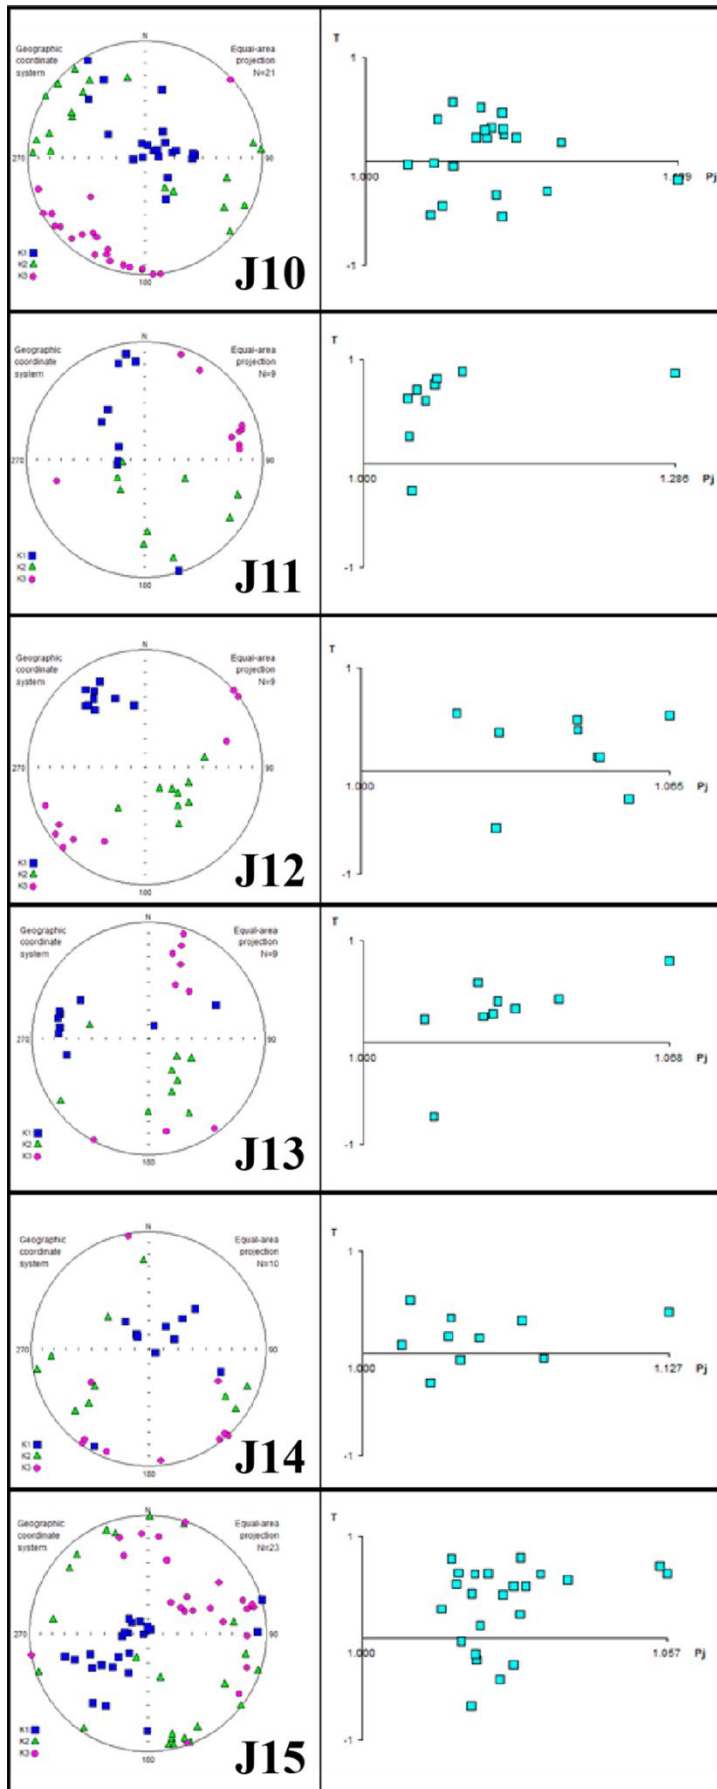 Geographic
coordinate
system
N
Equal-area
projection
N=21
270
90
180
K1
K2
K3
J10
T
1
1.000
Pj
-1
Geographic
coordinate
system
N
Equal-area
projection
N=9
270
90
180
K1
K2
K3
J11
T
1
1.000
1.286
Pj
-1
Geographic
coordinate
system
N
Equal-area
projection
N=9
270
90
180
K1
K2
K3
J12
T
1
1.000
1.065
Pj
-1
Geographic
coordinate
system
N
Equal-area
projection
N=9
270
90
180
K1
K2
K3
J13
T
1
1.000
1.068
Pj
-1
Geographic
coordinate
system
N
Equal-area
projection
N=10
270
90
180
K1
K2
K3
J14
T
1
1.000
1.127
Pj
-1
Geographic
coordinate
system
N
Equal-area
projection
N=23
270
90
180
K1
K2
K3
J15
T
1
1.000
1.057
Pj
-1